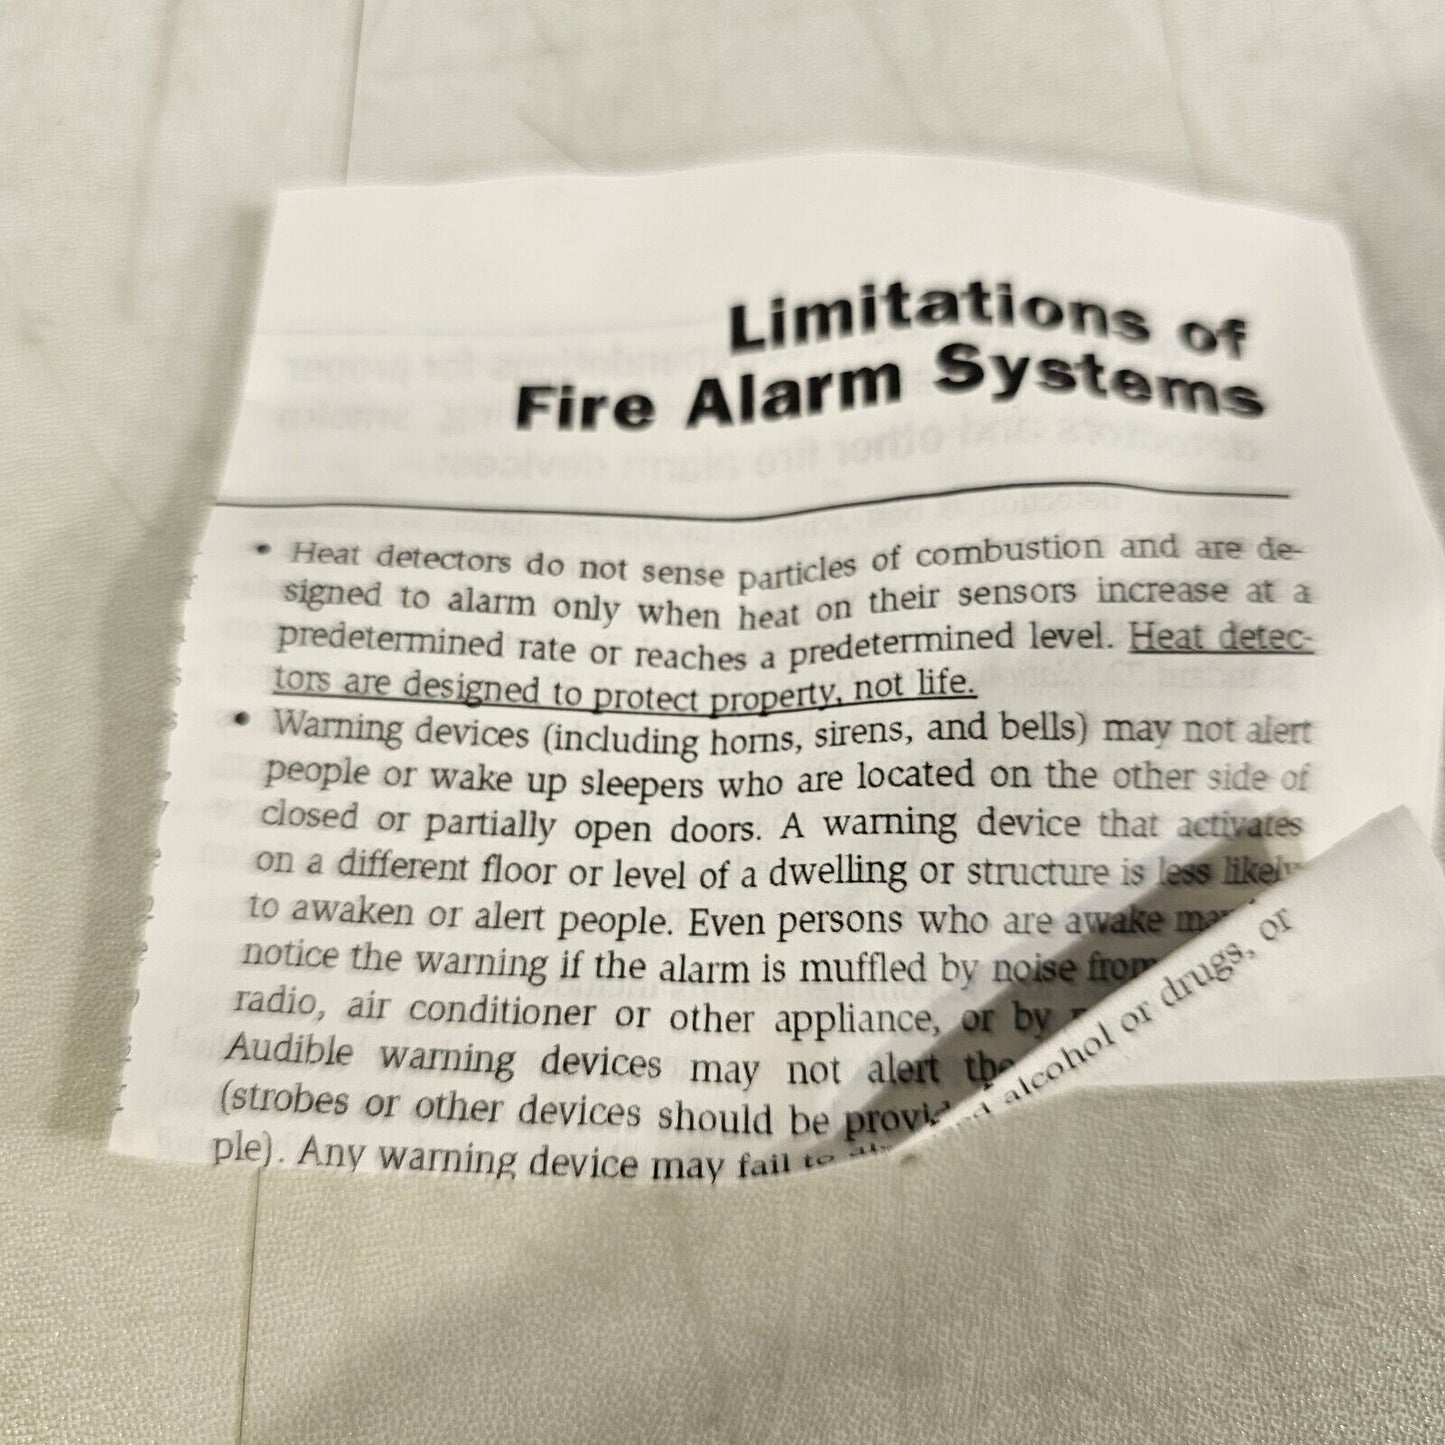 Limitations of
Fire Alarm Systems
• Heat detectors do not sense particles of combustion and are de-
signed to alarm only when heat on their sensors increase at a
predetermined rate or reaches a predetermined level. Heat detec-
tors are designed to protect property, not life.
• Warning devices (including horns, sirens, and bells) may not alert
people or wake up sleepers who are located on the other side of
closed or partially open doors. A warning device that activates
on a different floor or level of a dwelling or structure is less likely
to awaken or alert people. Even persons who are awake may
notice the warning if the alarm is muffled by noise from
radio, air conditioner or other appliance, or by
Audible warning devices may not alert the
(strobes or other devices should be
ple). Any warning device may fail to
alcohol or drugs, or